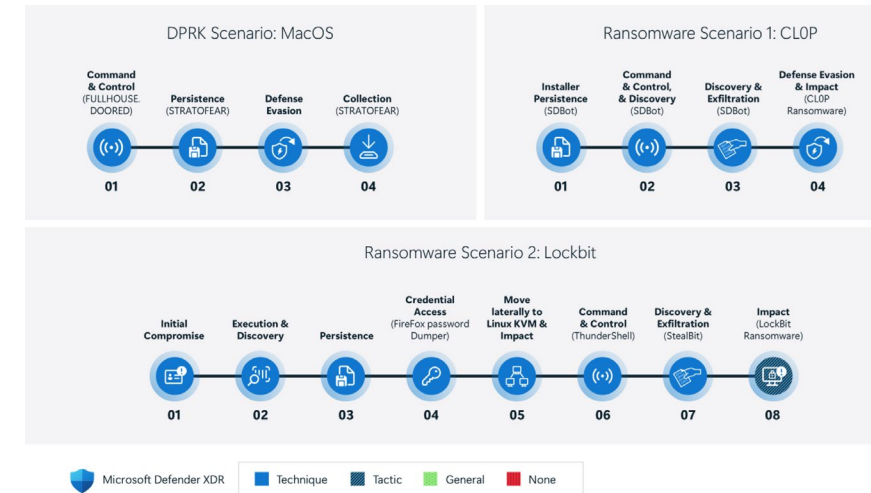 DPRK Scenario: MacOS
Command
& Control
(FULLHOUSE.
DOORED)
Persistence
(STRATOFEAR)
Defense
Evasion
Collection
(STRATOFEAR)
01
02
03
04
Ransomware Scenario 1: CL0P
Installer
Persistence
(SDBot)
Command
& Control,
& Discovery
(SDBot)
Discovery &
Exfiltration
(SDBot)
Defense Evasion
& Impact
(CL0P
Ransomware)
01
02
03
04
Ransomware Scenario 2: Lockbit
Initial
Compromise
Execution &
Discovery
Persistence
Credential
Access
(FireFox password
Dumper)
Move
laterally to
Linux KVM &
Impact
Command
& Control
(ThunderShell)
Discovery &
Exfiltration
(StealBit)
Impact
(LockBit
Ransomware)
01
02
03
04
05
06
07
08
Microsoft Defender XDR
Technique
Tactic
General
None